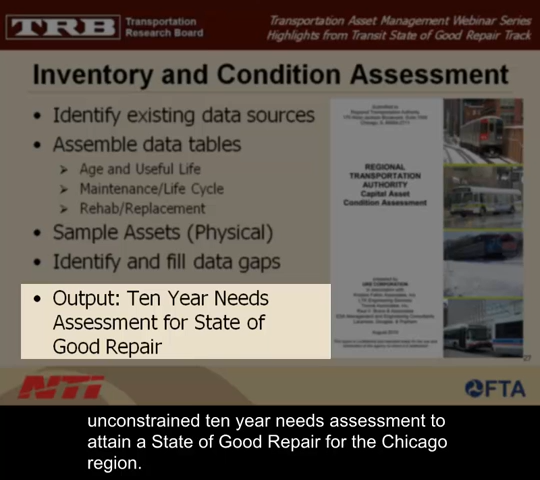 TRB
Transportation
Research Board
Transportation Asset Management Webinar Series
Highlights from Transit State of Good Repair Track
Inventory and Condition Assessment
• Identify existing data sources
• Assemble data tables
➢ Age and Useful Life
➢ Maintenance/Life Cycle
➢ Rehab/Replacement
• Sample Assets (Physical)
• Identify and fill data gaps
• Output: Ten Year Needs
Assessment for State of
Good Repair
REGIONAL
TRANSPORTATION
AUTHORITY
Capital Asset
Condition Assessment
27
NTI
FTA
unconstrained ten year needs assessment to
attain a State of Good Repair for the Chicago
region.